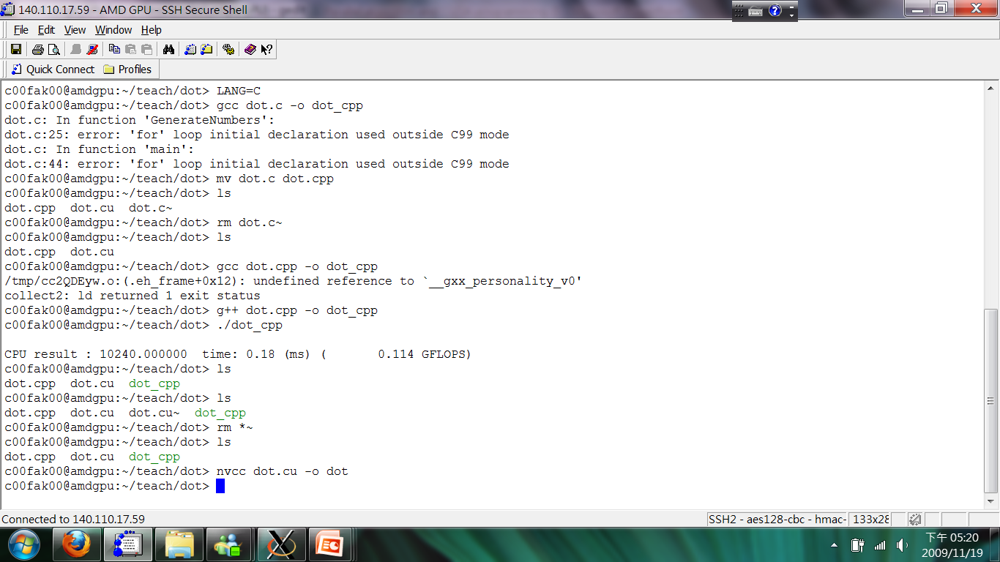 140.110.17.59 - AMD GPU - SSH Secure Shell
File Edit View Window Help
Quick Connect Profiles
c00fak00@amdgpu:~/teach/dot> LANG=C
c00fak00@amdgpu:~/teach/dot> gcc dot.c -o dot_cpp
dot.c: In function 'GenerateNumbers':
dot.c:25: error: 'for' loop initial declaration used outside C99 mode
dot.c: In function 'main':
dot.c:44: error: 'for' loop initial declaration used outside C99 mode
c00fak00@amdgpu:~/teach/dot> mv dot.c dot.cpp
c00fak00@amdgpu:~/teach/dot> ls
dot.cpp  dot.cu  dot.c~
c00fak00@amdgpu:~/teach/dot> rm dot.c~
c00fak00@amdgpu:~/teach/dot> ls
dot.cpp  dot.cu
c00fak00@amdgpu:~/teach/dot> gcc dot.cpp -o dot_cpp
/tmp/cc2QDEyw.o:(.eh_frame+0x12): undefined reference to `__gxx_personality_v0'
collect2: ld returned 1 exit status
c00fak00@amdgpu:~/teach/dot> g++ dot.cpp -o dot_cpp
c00fak00@amdgpu:~/teach/dot> ./dot_cpp
CPU result : 10240.000000  time: 0.18 (ms) (       0.114 GFLOPS)
c00fak00@amdgpu:~/teach/dot> ls
dot.cpp  dot.cu  dot_cpp
c00fak00@amdgpu:~/teach/dot> ls
dot.cpp  dot.cu  dot.cu~  dot_cpp
c00fak00@amdgpu:~/teach/dot> rm *~
c00fak00@amdgpu:~/teach/dot> ls
dot.cpp  dot.cu  dot_cpp
c00fak00@amdgpu:~/teach/dot> nvcc dot.cu -o dot
c00fak00@amdgpu:~/teach/dot>
Connected to 140.110.17.59 SSH2 - aes128-cbc - hmac- 133x28
下午 05:20
2009/11/19